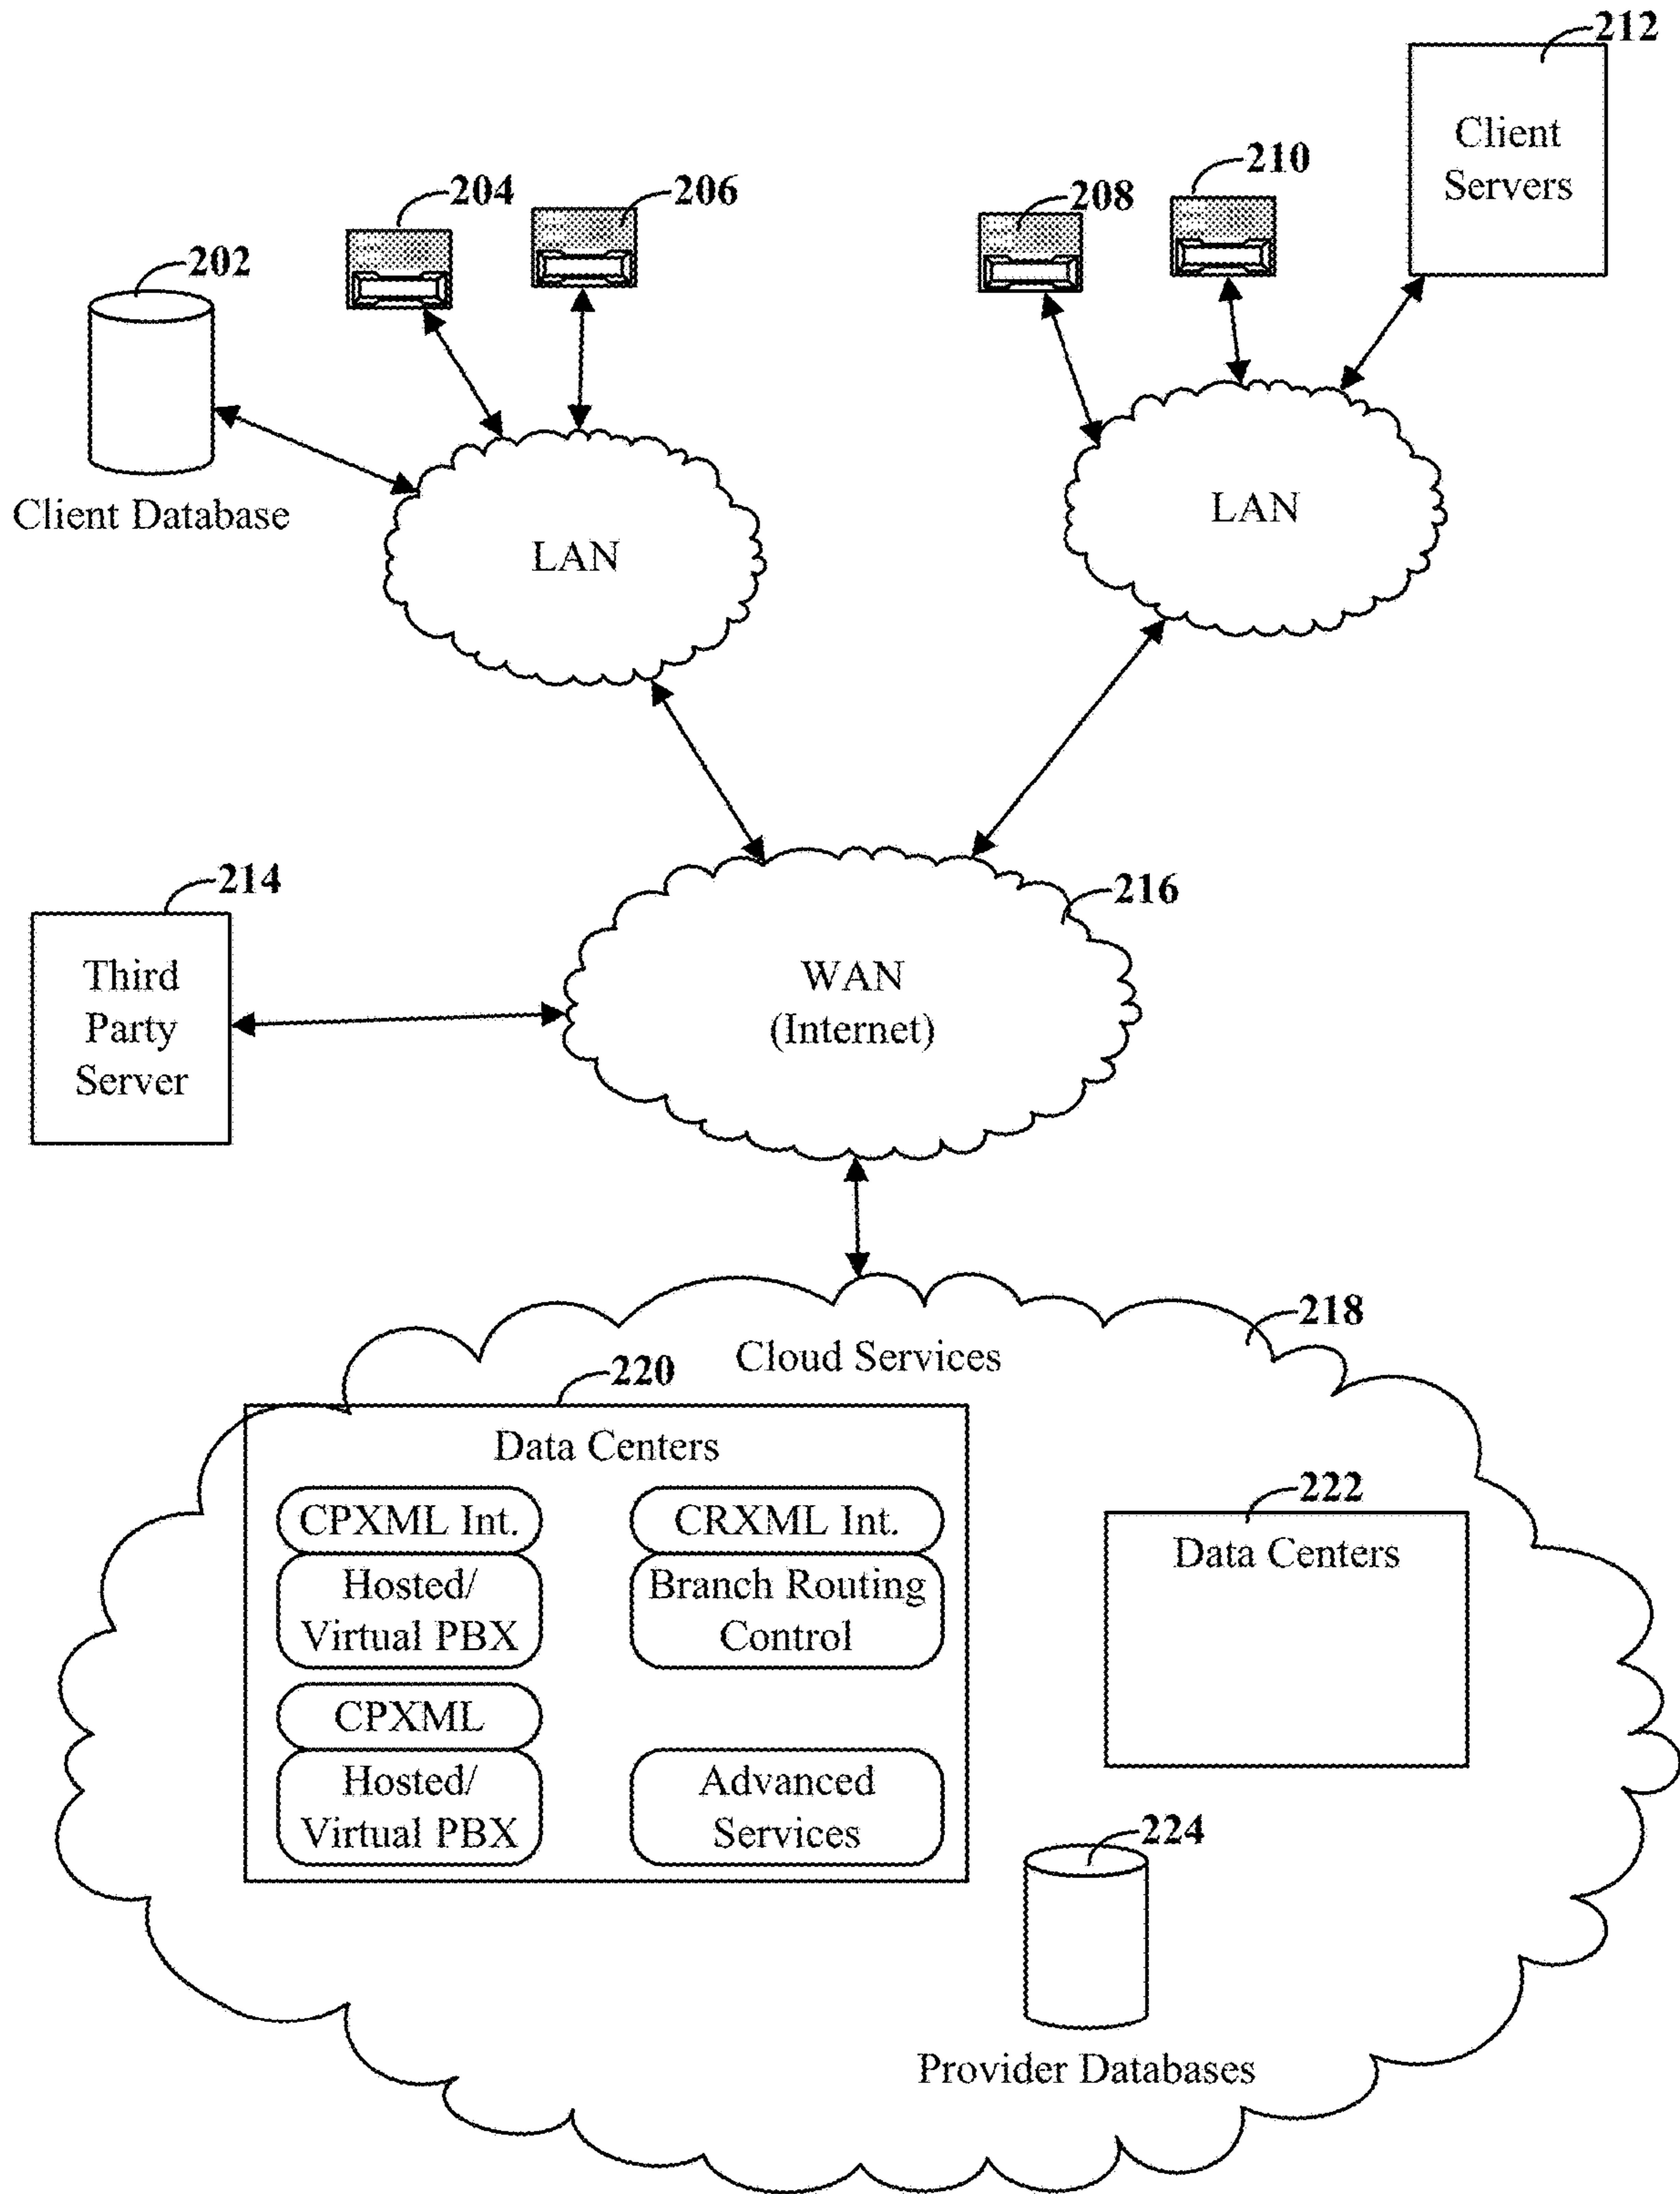 212
Client
Servers
204
206
208
210
202
Client Database
LAN
LAN
214
Third
Party
Server
216
WAN
(Internet)
218
Cloud Services
220
Data Centers
CPXML Int.
Hosted/
Virtual PBX
CRXML Int.
Branch Routing
Control
CPXML
Hosted/
Virtual PBX
Advanced
Services
222
Data Centers
224
Provider Databases